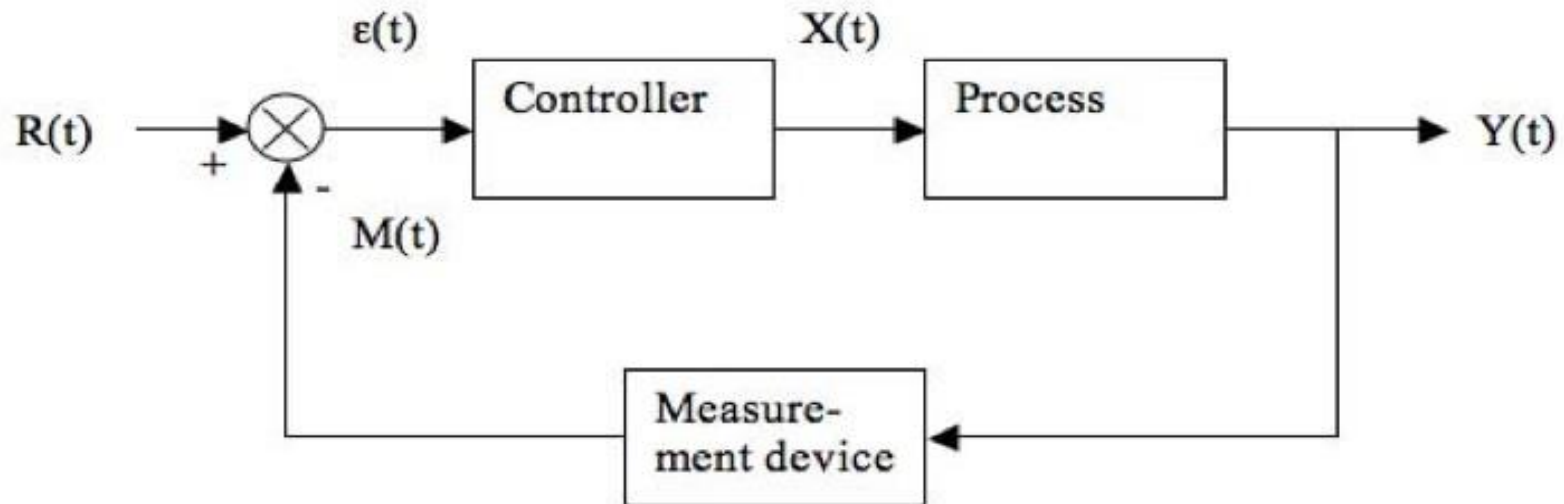 ε(t)
X(t)
Controller
Process
R(t)
Y(t)
+
-
M(t)
Measure-
ment device